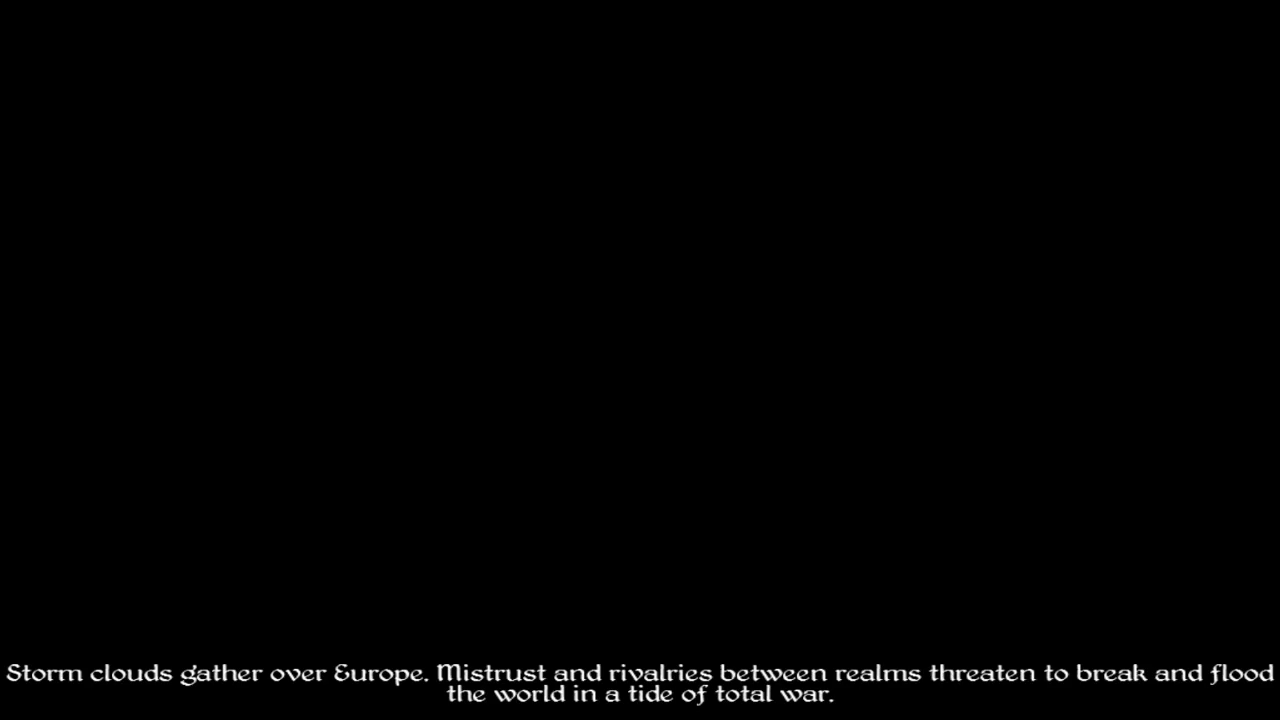 Storm clouds gather over Europe. Mistrust and rivalries between realms threaten to break and flood
the world in a tide of total war.